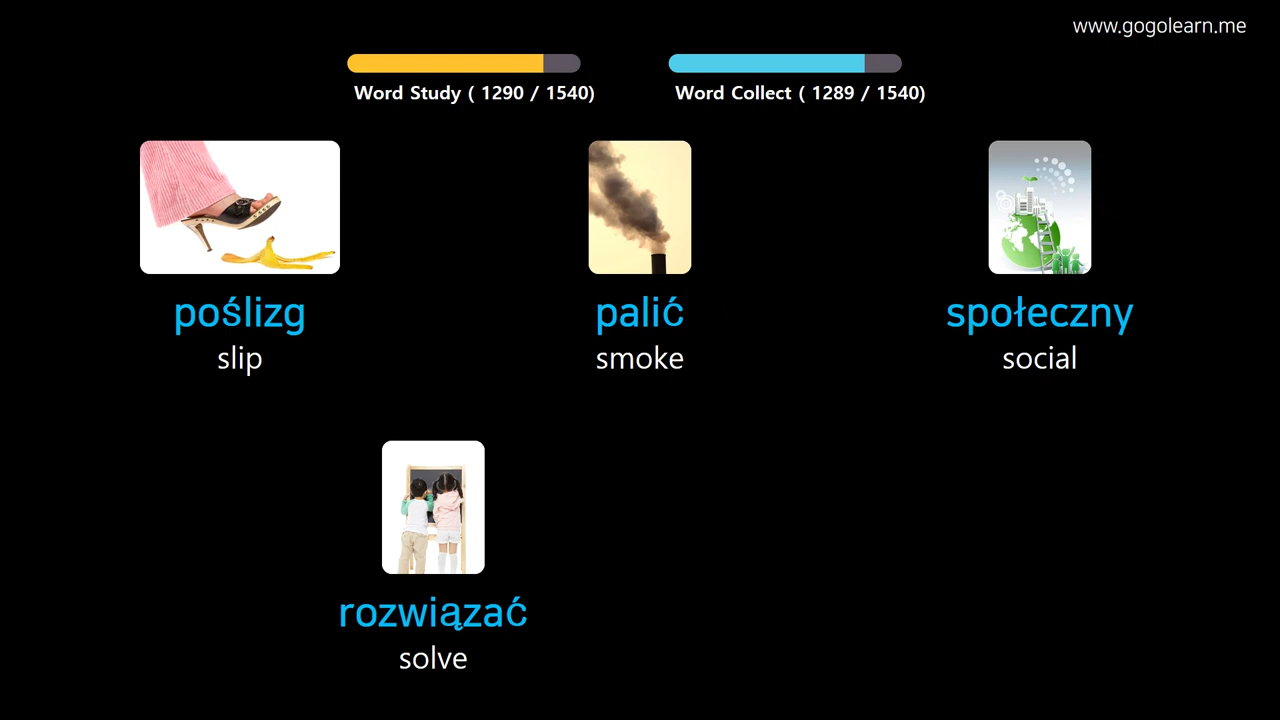 www.gogolearn.me
Word Study ( 1290 / 1540)
Word Collect ( 1289 / 1540)
poślizg
slip
palić
smoke
społeczny
social
rozwiązać
solve